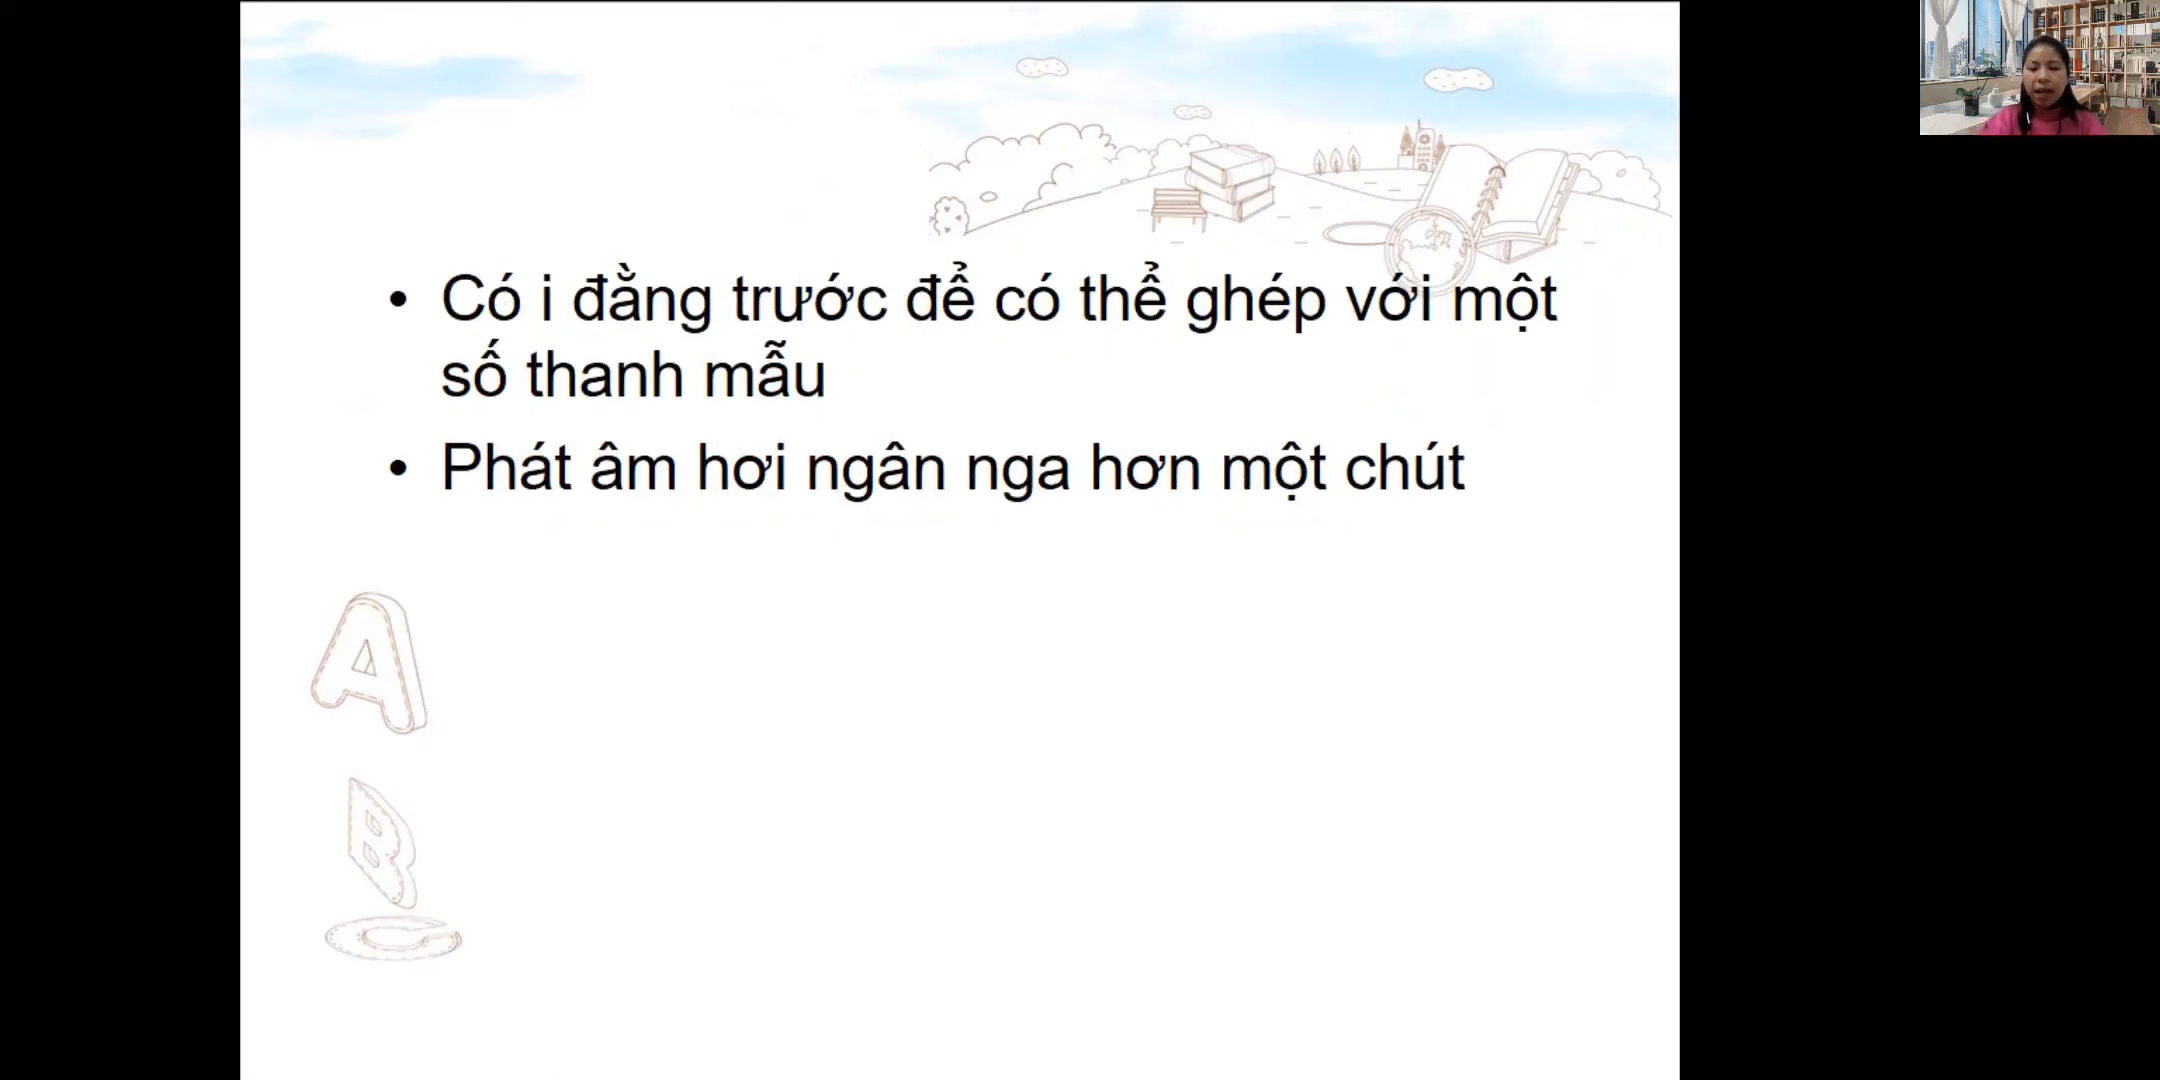 • Có i đằng trước để có thể ghép với một
số thanh mẫu
• Phát âm hơi ngân nga hơn một chút
A
B
C